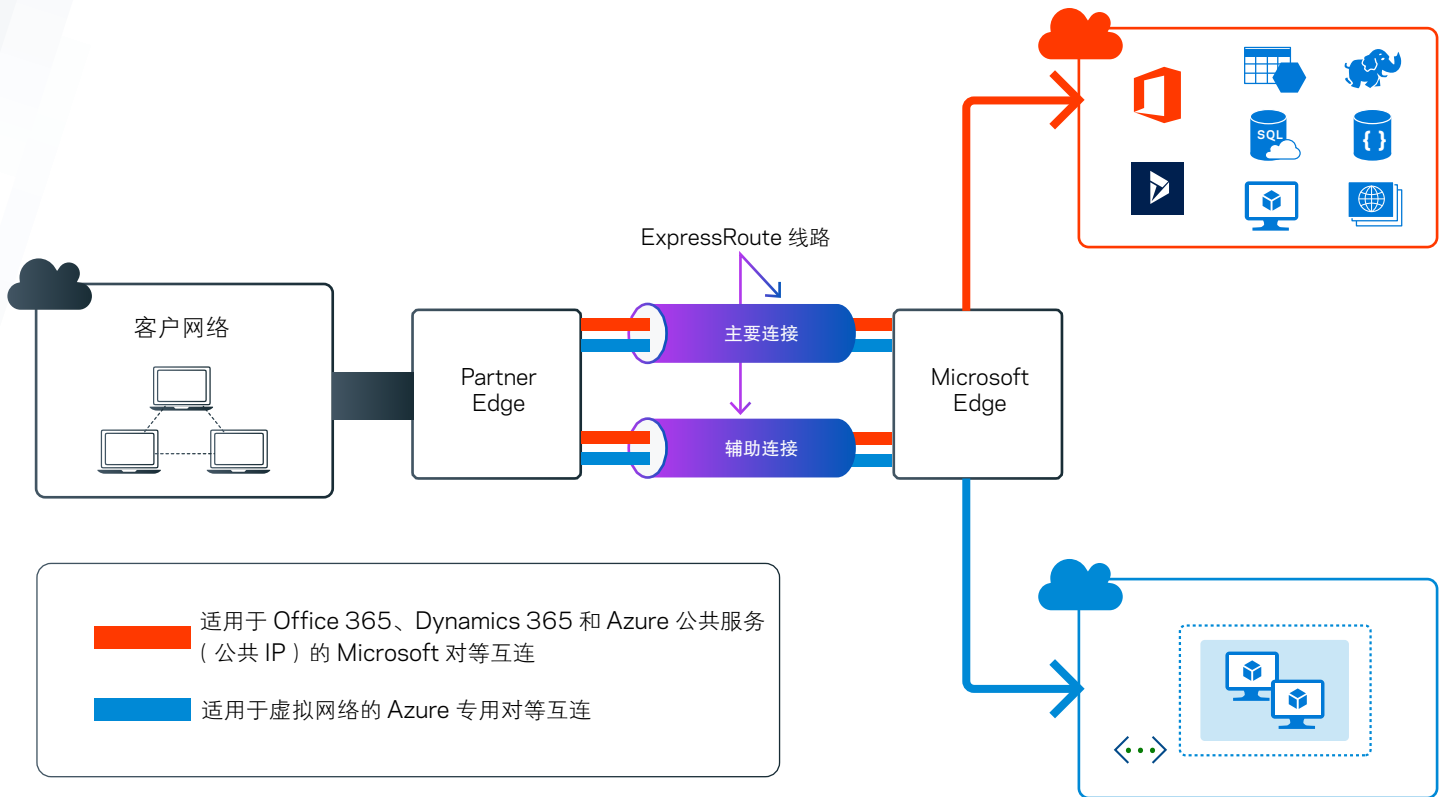 ExpressRoute 线路
客户网络
主要连接
Partner
Edge
Microsoft
Edge
辅助连接
SQL
{ }
适用于 Office 365、Dynamics 365 和 Azure 公共服务
（公共 IP）的 Microsoft 对等互连
适用于虚拟网络的 Azure 专用对等互连